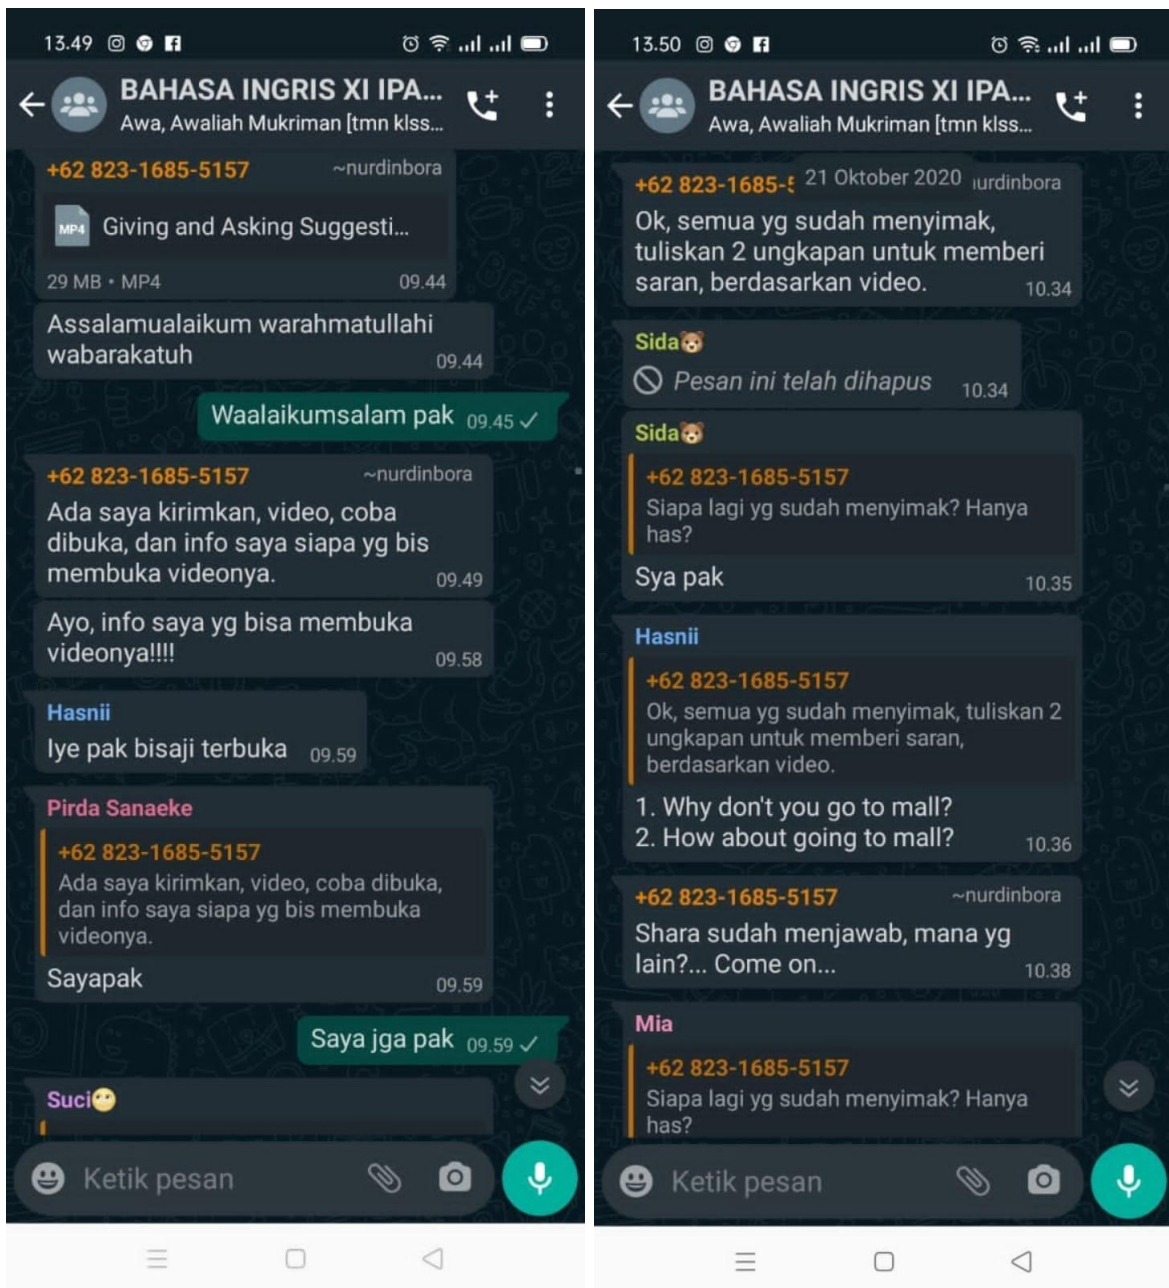 13.49
BAHASA INGRIS XI IPA...
Awa, Awaliah Mukriman [tmn klss...
+62 823-1685-5157 ~nurdinbora
MP4 Giving and Asking Suggesti...
29 MB • MP4 09.44
Assalamualaikum warahmatullahi
wabarakatuh 09.44
Waalaikumsalam pak 09.45
+62 823-1685-5157 ~nurdinbora
Ada saya kirimkan, video, coba
dibuka, dan info saya siapa yg bis
membuka videonya. 09.49
Ayo, info saya yg bisa membuka
videonya!!!! 09.58
Hasnii
Iye pak bisaji terbuka 09.59
Pirda Sanaeke
+62 823-1685-5157
Ada saya kirimkan, video, coba dibuka,
dan info saya siapa yg bis membuka
videonya.
Sayapak 09.59
Saya jga pak 09.59
Suci
Ketik pesan
13.50
BAHASA INGRIS XI IPA...
Awa, Awaliah Mukriman [tmn klss...
21 Oktober 2020
+62 823-1685-5 urdinbora
Ok, semua yg sudah menyimak,
tuliskan 2 ungkapan untuk memberi
saran, berdasarkan video. 10.34
Sida
Pesan ini telah dihapus 10.34
Sida
+62 823-1685-5157
Siapa lagi yg sudah menyimak? Hanya
has?
Sya pak 10.35
Hasnii
+62 823-1685-5157
Ok, semua yg sudah menyimak, tuliskan 2
ungkapan untuk memberi saran,
berdasarkan video.
1. Why don't you go to mall?
2. How about going to mall? 10.36
+62 823-1685-5157 ~nurdinbora
Shara sudah menjawab, mana yg
lain?... Come on... 10.38
Mia
+62 823-1685-5157
Siapa lagi yg sudah menyimak? Hanya
has?
Ketik pesan